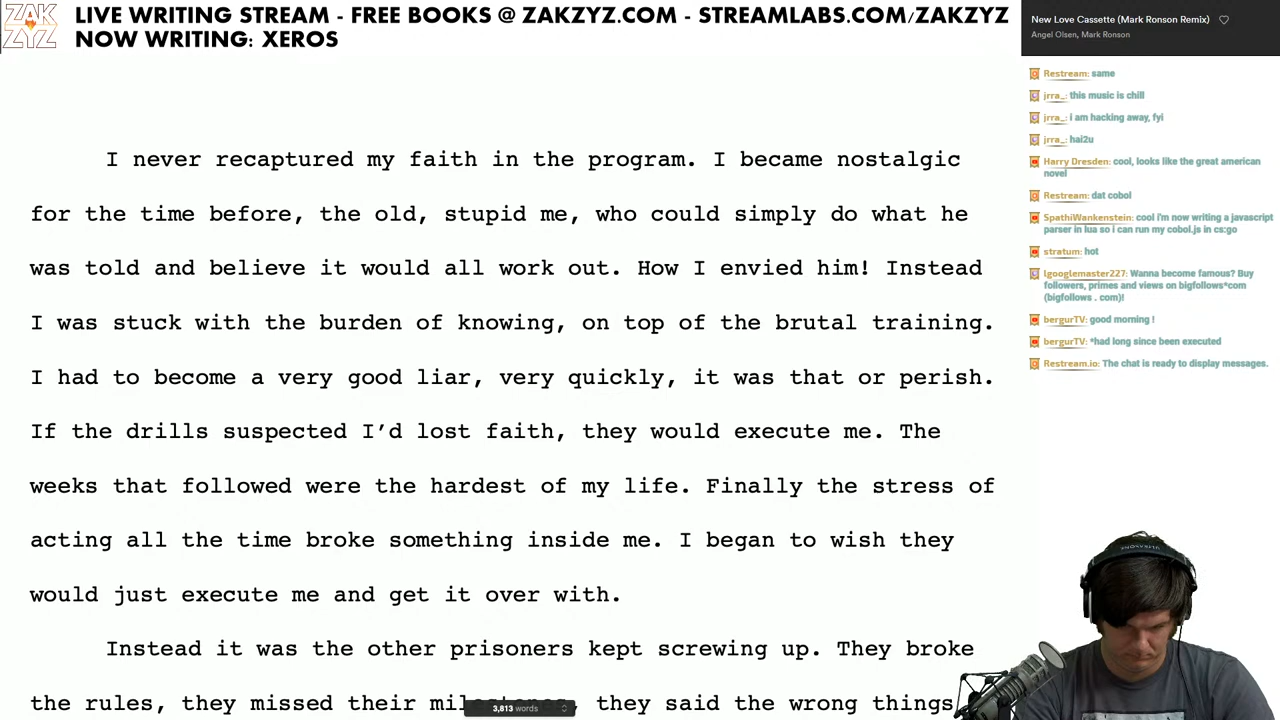 ZAK
ZYZ
LIVE WRITING STREAM - FREE BOOKS @ ZAKZYZ.COM - STREAMLABS.COM/ZAKZYZ
NOW WRITING: XEROS
I never recaptured my faith in the program. I became nostalgic
for the time before, the old, stupid me, who could simply do what he
was told and believe it would all work out. How I envied him! Instead
I was stuck with the burden of knowing, on top of the brutal training.
I had to become a very good liar, very quickly, it was that or perish.
If the drills suspected I’d lost faith, they would execute me. The
weeks that followed were the hardest of my life. Finally the stress of
acting all the time broke something inside me. I began to wish they
would just execute me and get it over with.
Instead it was the other prisoners kept screwing up. They broke
the rules, they missed their they said the wrong things
3,813 words
New Love Cassette (Mark Ronson Remix)
Angel Olsen, Mark Ronson
Restream: same
jrra_: this music is chill
jrra_: i am hacking away, fyi
jrra_: hai2u
Harry Dresden: cool, looks like the great american
novel
Restream: dat cobol
SpathiWankenstein: cool i'm now writing a javascript
parser in lua so i can run my cobol.js in cs:go
stratum: hot
lgooglemaster227: Wanna become famous? Buy
followers, primes and views on bigfollows*com
(bigfollows . com)!
bergurTV: good morning !
bergurTV: *had long since been executed
Restream.io: The chat is ready to display messages.